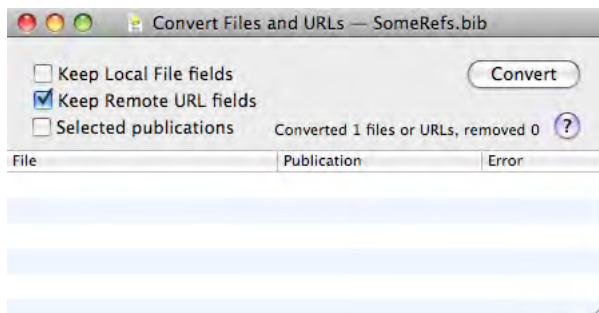 Convert Files and URLs — SomeRefs.bib
Keep Local File fields
Convert
Keep Remote URL fields
Selected publications Converted 1 files or URLs, removed 0 ?
File Publication Error